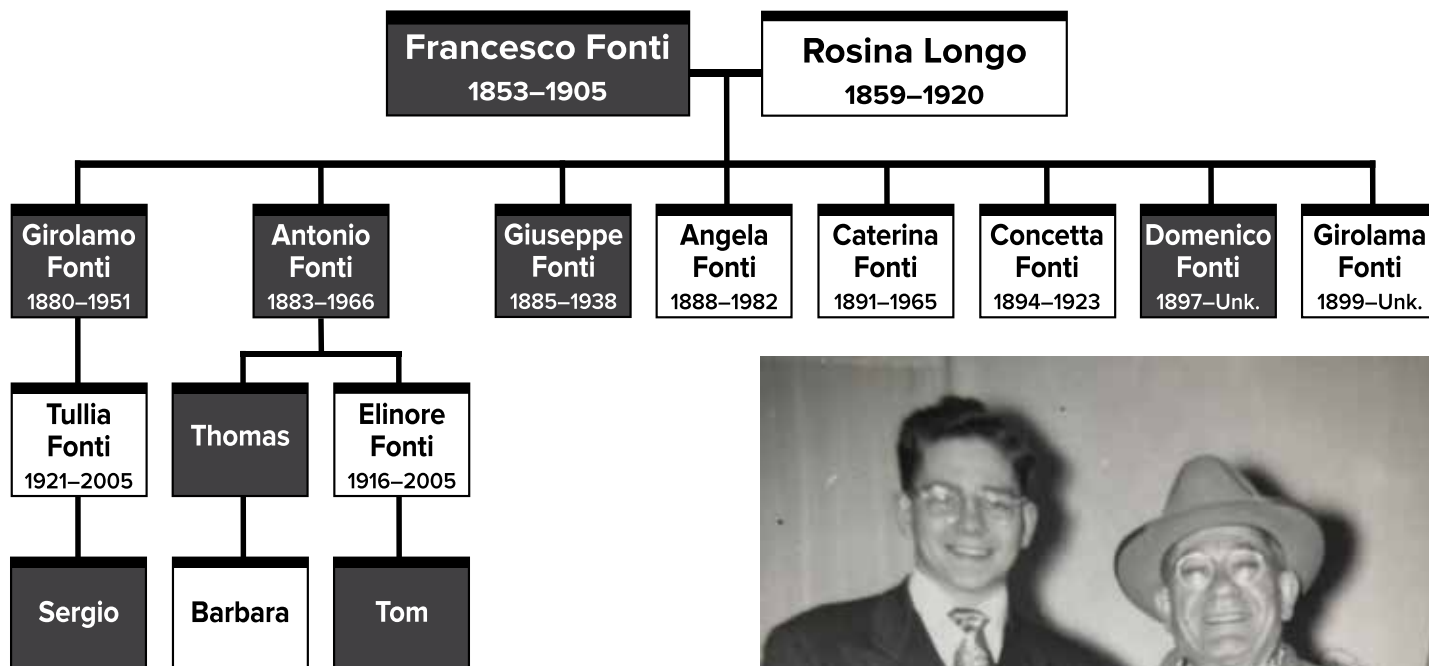 Francesco Fonti
1853–1905
Rosina Longo
1859–1920
Girolamo
Fonti
1880–1951
Antonio
Fonti
1883–1966
Giuseppe
Fonti
1885–1938
Angela
Fonti
1888–1982
Caterina
Fonti
1891–1965
Concetta
Fonti
1894–1923
Domenico
Fonti
1897–Unk.
Girolama
Fonti
1899–Unk.
Tullia
Fonti
1921–2005
Thomas
Elinore
Fonti
1916–2005
Sergio
Barbara
Tom